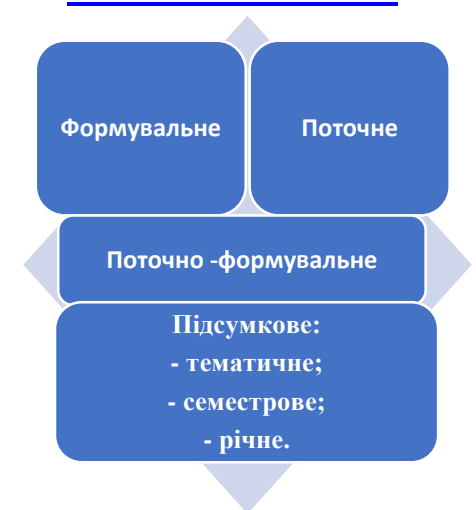 Формувальне
Поточне
Поточно -формувальне
Підсумкове:
- тематичне;
- семестрове;
- річне.